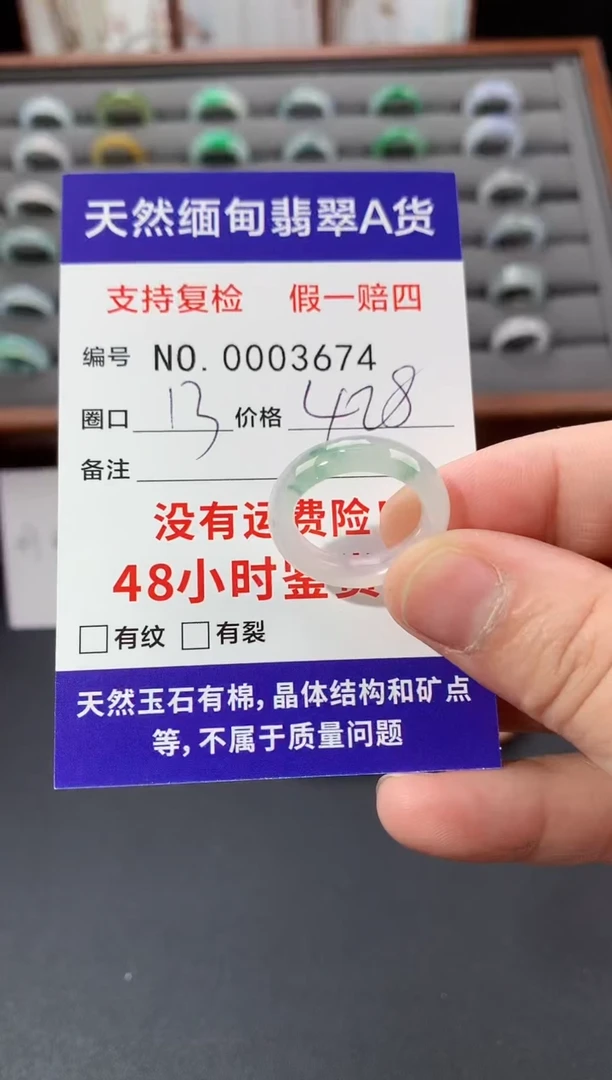 天然缅甸翡翠A货
支持复检 假一赔四
编号 NO. 0003674
圈口 13 价格 428
备注
没有运费险
48小时鉴赏
有纹 有裂
天然玉石有棉，晶体结构和矿点
等，不属于质量问题